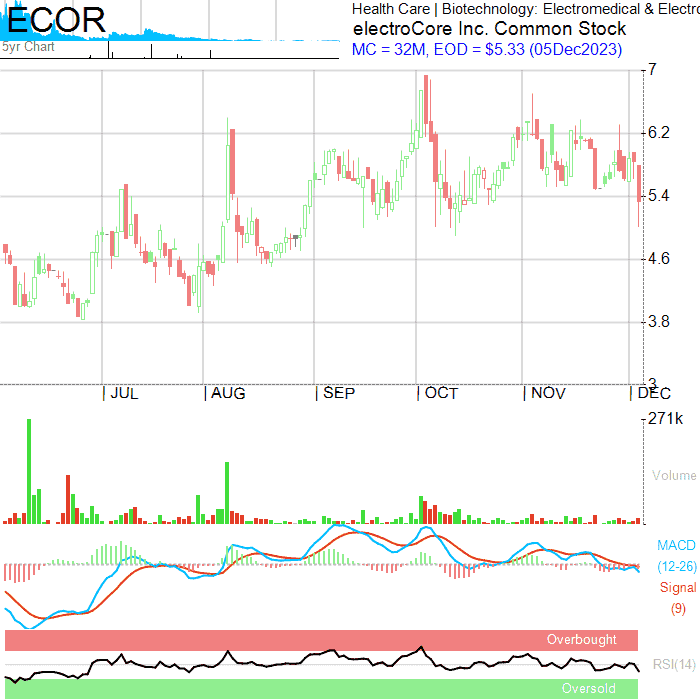 ECOR
Health Care | Biotechnology: Electromedical & Electro
electroCore Inc. Common Stock
5yr Chart
MC = 32M, EOD = $5.33 (05Dec2023)
7
6.2
5.4
4.6
3.8
3
| JUL | AUG | SEP | OCT | NOV | DEC
271k
Volume
MACD
(12-26)
Signal
(9)
Overbought
RSI(14)
Oversold